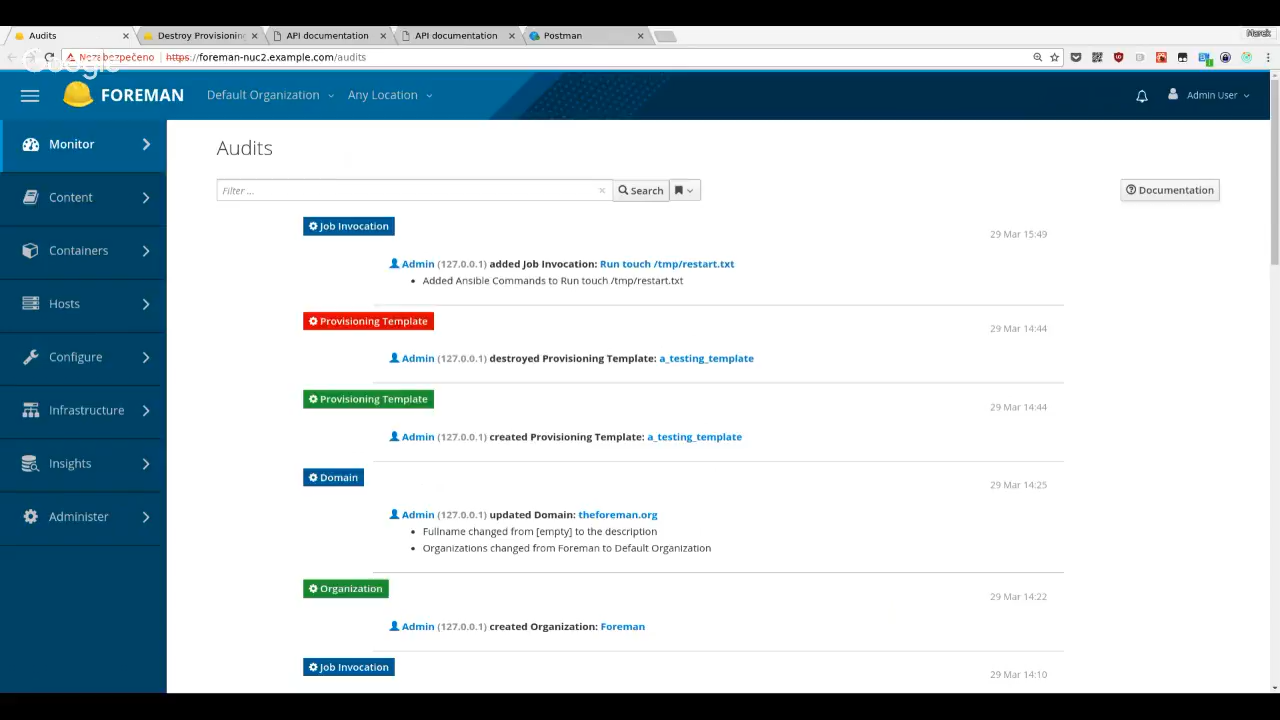 Audits
Destroy Provisioning
API documentation
API documentation
Postman
Marek
Google
Nezabezpečeno
https://foreman-nuc2.example.com/audits
FOREMAN
Default Organization
Any Location
Admin User
Monitor
Content
Containers
Hosts
Configure
Infrastructure
Insights
Administer
Audits
Filter ...
Search
Documentation
Job Invocation
29 Mar 15:49
Admin (127.0.0.1) added Job Invocation: Run touch /tmp/restart.txt
• Added Ansible Commands to Run touch /tmp/restart.txt
Provisioning Template
29 Mar 14:44
Admin (127.0.0.1) destroyed Provisioning Template: a_testing_template
Provisioning Template
29 Mar 14:44
Admin (127.0.0.1) created Provisioning Template: a_testing_template
Domain
29 Mar 14:25
Admin (127.0.0.1) updated Domain: theforeman.org
• Fullname changed from [empty] to the description
• Organizations changed from Foreman to Default Organization
Organization
29 Mar 14:22
Admin (127.0.0.1) created Organization: Foreman
Job Invocation
29 Mar 14:10